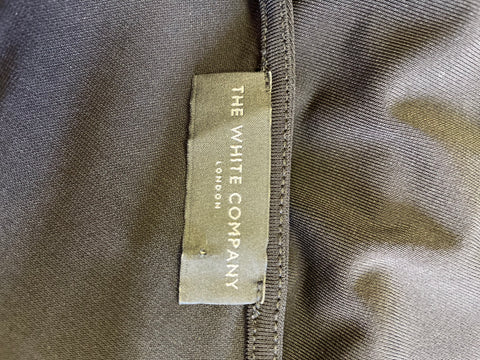 THE WHITE COMPANY
LONDON